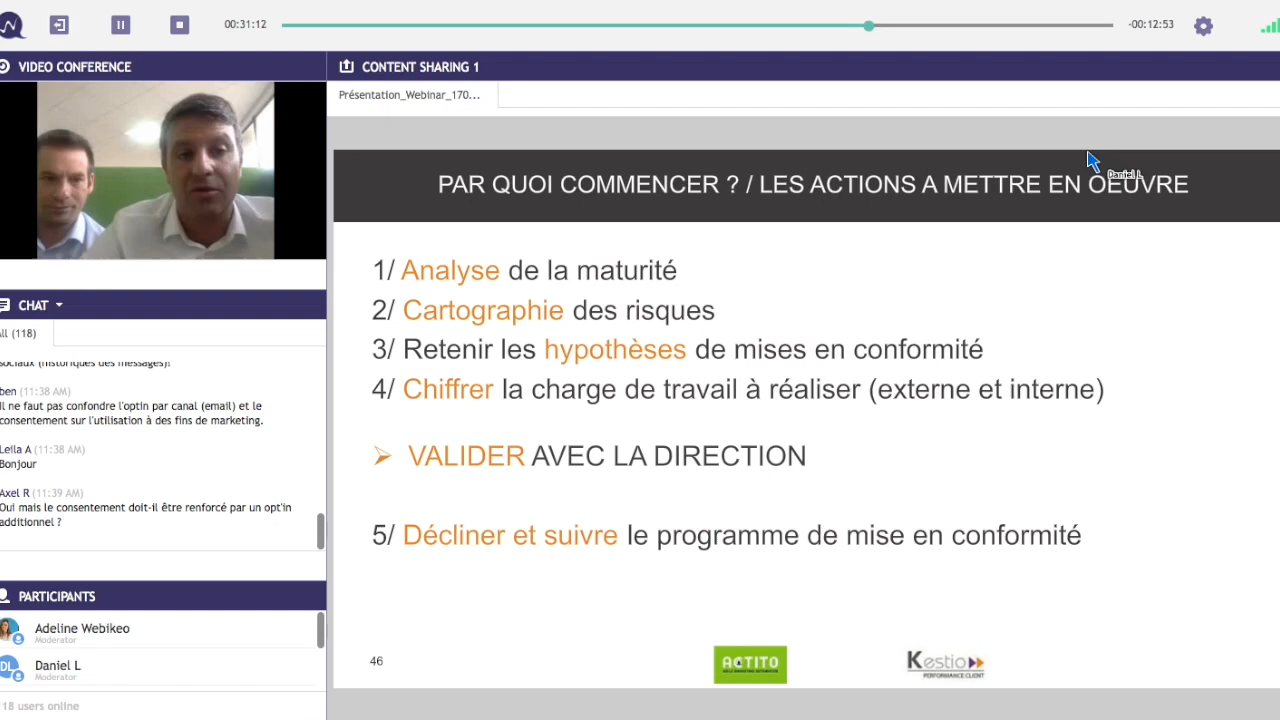 00:31:12
-00:12:53
VIDEO CONFERENCE
CONTENT SHARING 1
Présentation_Webinar_170...
Daniel L
PAR QUOI COMMENCER ? / LES ACTIONS A METTRE EN OEUVRE
1/ Analyse de la maturité
2/ Cartographie des risques
3/ Retenir les hypothèses de mises en conformité
4/ Chiffrer la charge de travail à réaliser (externe et interne)
➢ VALIDER AVEC LA DIRECTION
5/ Décliner et suivre le programme de mise en conformité
46
ACTITO
Kestio
PERFORMANCE CLIENT
CHAT
All (118)
sociaux (historiques des messages)!
ben (11:38 AM)
Il ne faut pas confondre l'optin par canal (email) et le
consentement sur l'utilisation à des fins de marketing.
Leila A (11:38 AM)
Bonjour
Axel R (11:39 AM)
Oui mais le consentement doit-il être renforcé par un opt'in
additionnel ?
PARTICIPANTS
Adeline Webikeo
Moderator
DL
Daniel L
Moderator
18 users online